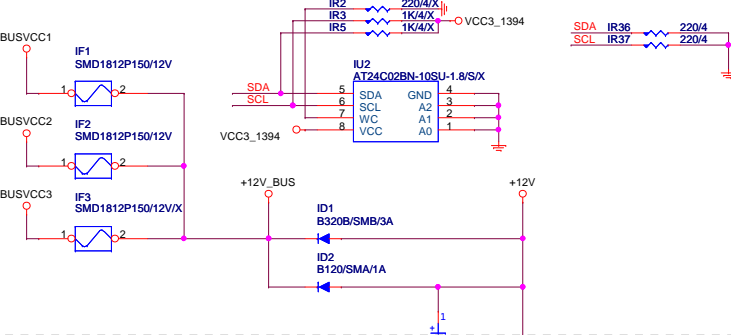 IR2 220/4/X
IR3 1K/4/X
IR5 1K/4/X
VCC3_1394
SDA IR36 220/4
SCL IR37 220/4
BUSVCC1
IF1
SMD1812P150/12V
1 2
IU2
AT24C02BN-10SU-1.8/S/X
SDA 5 SDA GND 4
SCL 6 SCL A2 3
7 WC A1 2
VCC3_1394 8 VCC A0 1
BUSVCC2
IF2
SMD1812P150/12V
1 2
BUSVCC3
IF3
SMD1812P150/12V/X
1 2
+12V_BUS
+12V
ID1
B320B/SMB/3A
ID2
B120/SMA/1A
1
+